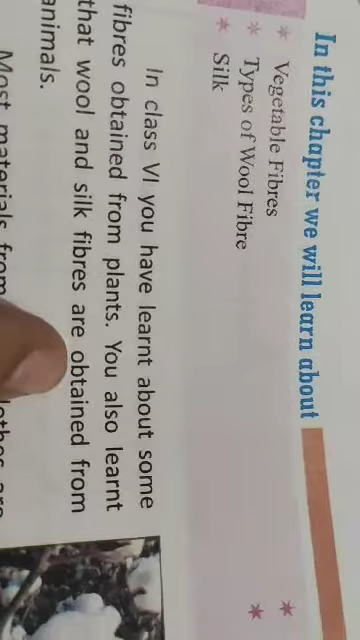 In this chapter we will learn about
* Vegetable Fibres
* Types of Wool Fibre
* Silk
*
*
In class VI you have learnt about some
fibres obtained from plants. You also learnt
that wool and silk fibres are obtained from
animals.
Most materials from